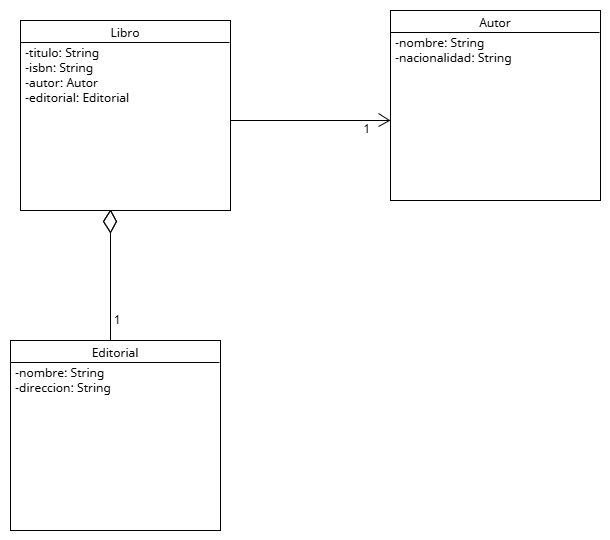 Libro
-titulo: String
-isbn: String
-autor: Autor
-editorial: Editorial
Autor
-nombre: String
-nacionalidad: String
1
1
Editorial
-nombre: String
-direccion: String